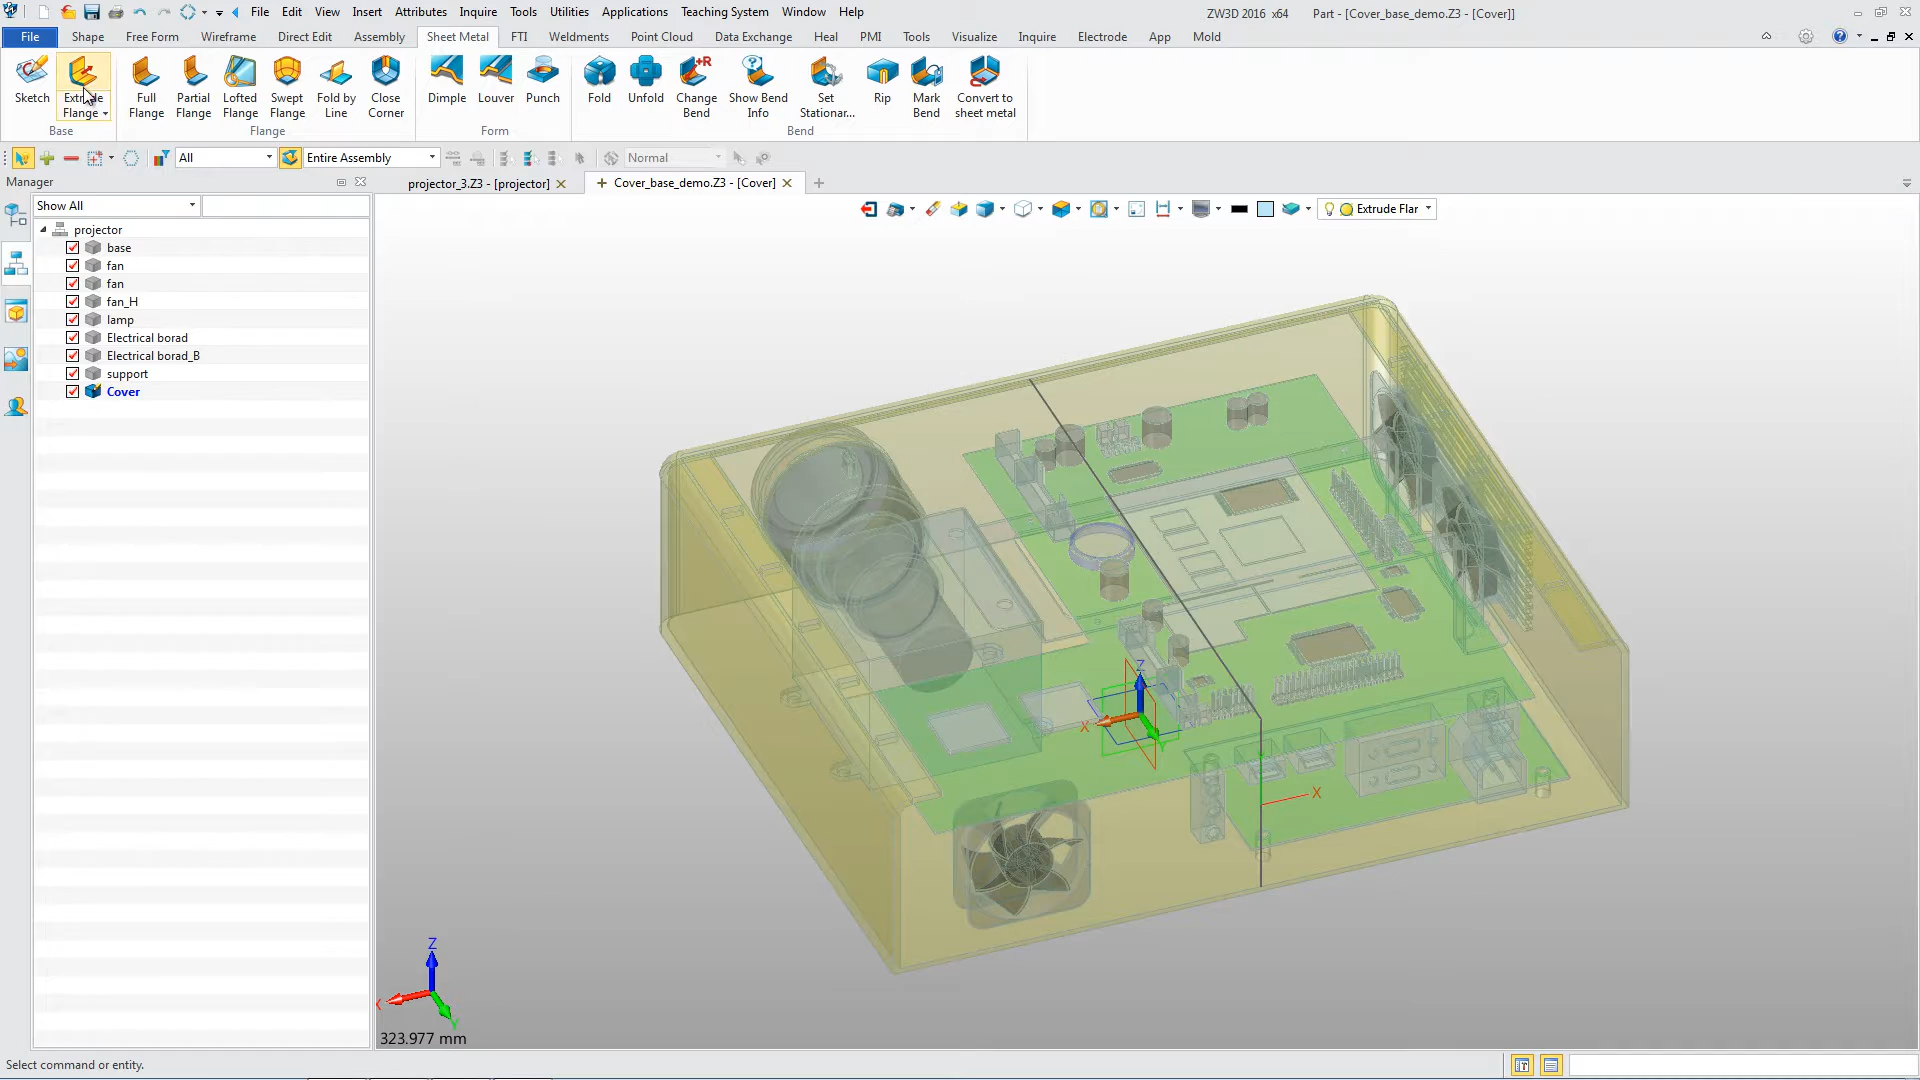 File Edit View Insert Attributes Inquire Tools Utilities Applications Teaching System Window Help
ZW3D 2016 x64 Part - [Cover_base_demo.Z3 - [Cover]]
File Shape Free Form Wireframe Direct Edit Assembly Sheet Metal FTI Weldments Point Cloud Data Exchange Heal PMI Tools Visualize Inquire Electrode App Mold
Sketch Extrude Full Partial Lofted Swept Fold by Close Dimple Louver Punch Fold Unfold Change Show Bend Set Rip Mark Convert to
Flange Flange Flange Flange Flange Line Corner Bend Info Stationar... Bend sheet metal
Base Flange Form Bend
All Entire Assembly Normal
Manager
projector_3.Z3 - [projector] Cover_base_demo.Z3 - [Cover]
Show All
Extrude Flar
projector
base
fan
fan
fan_H
lamp
Electrical borad
Electrical borad_B
support
Cover
Z
X
Y
X
Z
X
Y
323.977 mm
Select command or entity.